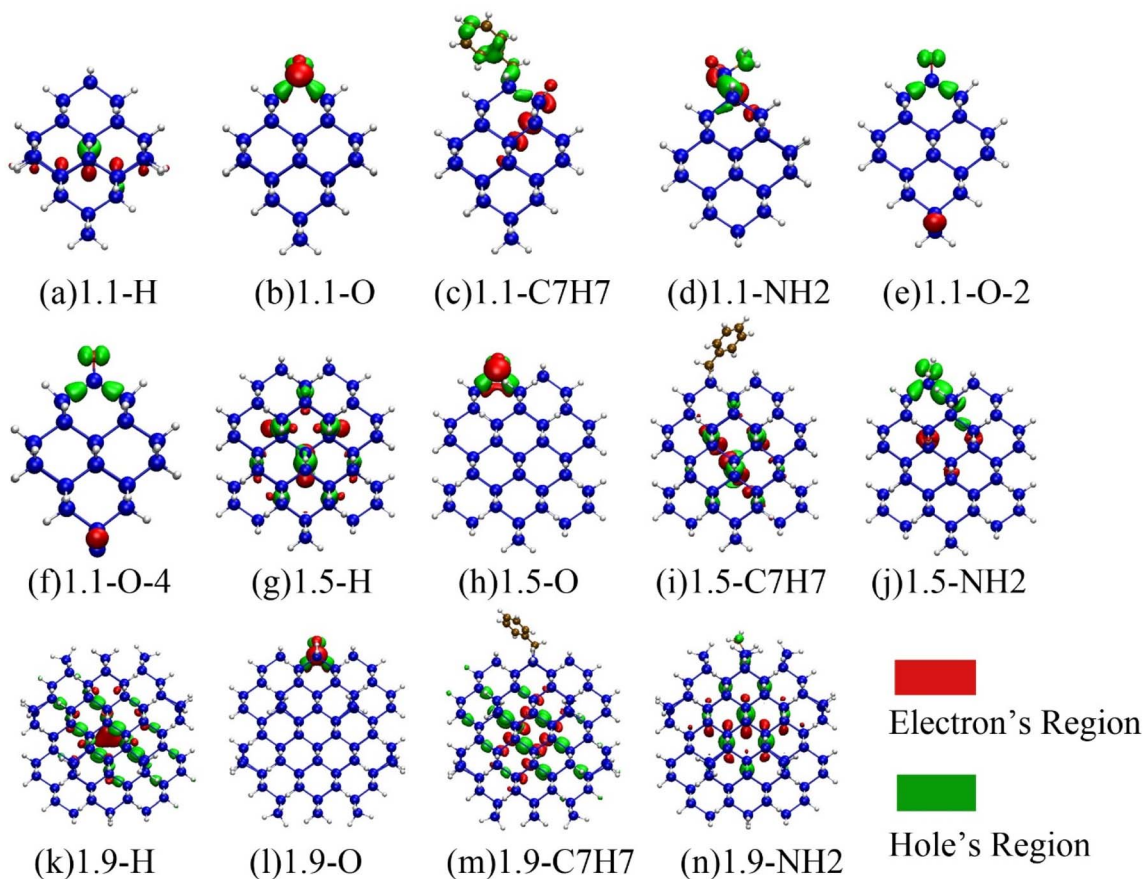 (a)1.1-H
(b)1.1-O
(c)1.1-C7H7
(d)1.1-NH2
(e)1.1-O-2
(f)1.1-O-4
(g)1.5-H
(h)1.5-O
(i)1.5-C7H7
(j)1.5-NH2
(k)1.9-H
(l)1.9-O
(m)1.9-C7H7
(n)1.9-NH2
Electron's Region
Hole's Region